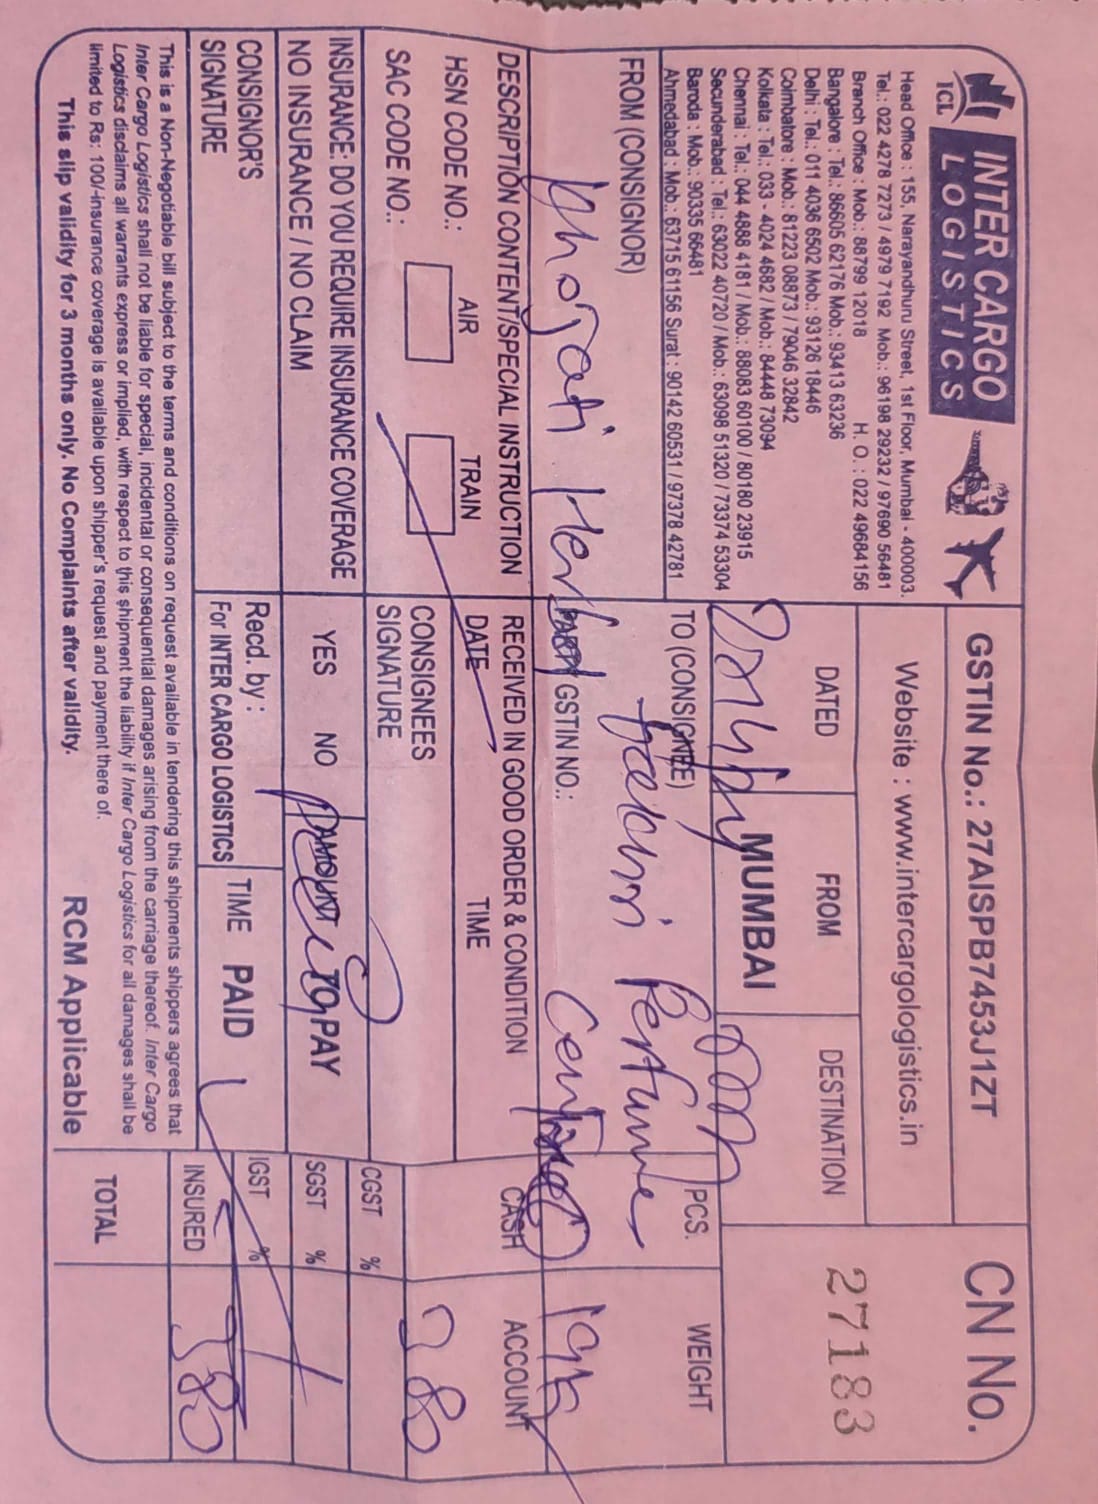 ICL
INTER CARGO
LOGISTICS
Head Office : 155, Narayandhuru Street, 1st Floor, Mumbai - 400003.
Tel.: 022 4278 7273 / 4979 7192 Mob.: 96198 29232 / 97690 56481
Branch Office : Mob.: 88799 12018 H. O. : 022 49684156
Bangalore : Tel.: 86605 62176 Mob.: 93413 63236
Delhi : Tel.: 011 4036 6502 Mob.: 93126 18446
Coimbatore : Mob.: 81223 08873 / 79046 32842
Kolkata : Tel.: 033 - 4024 4682 / Mob.: 84448 73094
Chennai : Tel.: 044 4888 4181 / Mob.: 88083 60100 / 80180 23915
Secunderabad : Tel.: 63022 40720 / Mob.: 63098 51320 / 73374 53304
Baroda : Mob.: 90335 66481
Ahmedabad : Mob.: 63715 61156 Surat : 90142 60531 / 97378 42781
GSTIN No.: 27AISPB7453J1ZT
Website : www.intercargologistics.in
CN No.
27183
DATED
FROM
MUMBAI
DESTINATION
FROM (CONSIGNOR)
TO (CONSIGNEE)
Perfumes
PCS.
WEIGHT
PARTY GSTIN NO.:
DESCRIPTION CONTENT/SPECIAL INSTRUCTION
RECEIVED IN GOOD ORDER & CONDITION
CASH
ACCOUNT
HSN CODE NO.:
AIR
TRAIN
DATE
TIME
SAC CODE NO.:
CONSIGNEES
SIGNATURE
380
CGST %
INSURANCE: DO YOU REQUIRE INSURANCE COVERAGE
NO INSURANCE / NO CLAIM
YES NO
AMOUNT TO PAY
SGST %
CONSIGNOR'S
SIGNATURE
Recd. by :
For INTER CARGO LOGISTICS
TIME PAID
IGST %
INSURED
380
This is a Non-Negotiable bill subject to the terms and conditions on request available in tendering this shipments shippers agrees that
Inter Cargo Logistics shall not be liable for special, incidental or consequential damages arising from the carriage thereof. Inter Cargo
Logistics disclaims all warrants express or implied, with respect to this shipment the liability if Inter Cargo Logistics for all damages shall be
limited to Rs: 100/-insurance coverage is available upon shipper's request and payment there of.
This slip validity for 3 months only. No Complaints after validity.
RCM Applicable
TOTAL